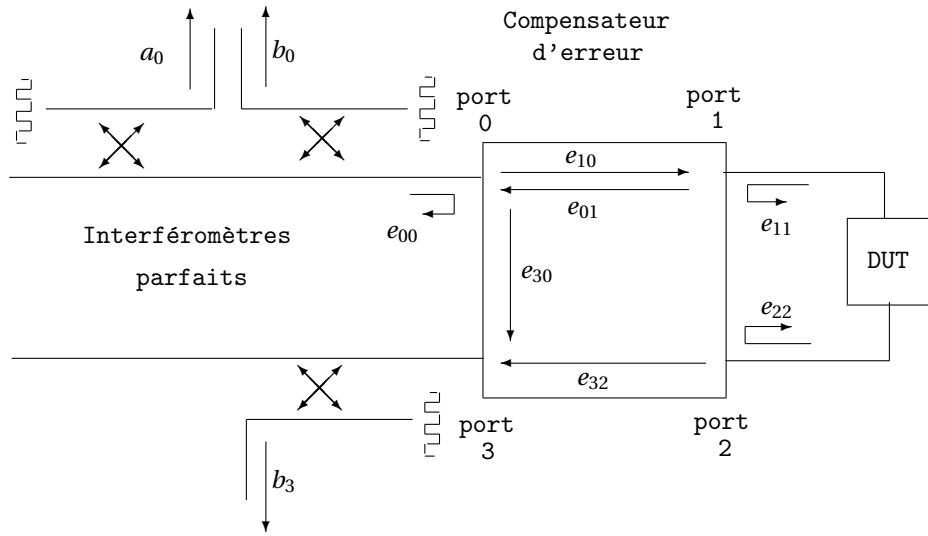 Compensateur
d'erreur
a0
b0
port
0
port
1
e10
e01
e00
e11
Interféromètres
parfaits
e30
DUT
e22
e32
port
3
port
2
b3